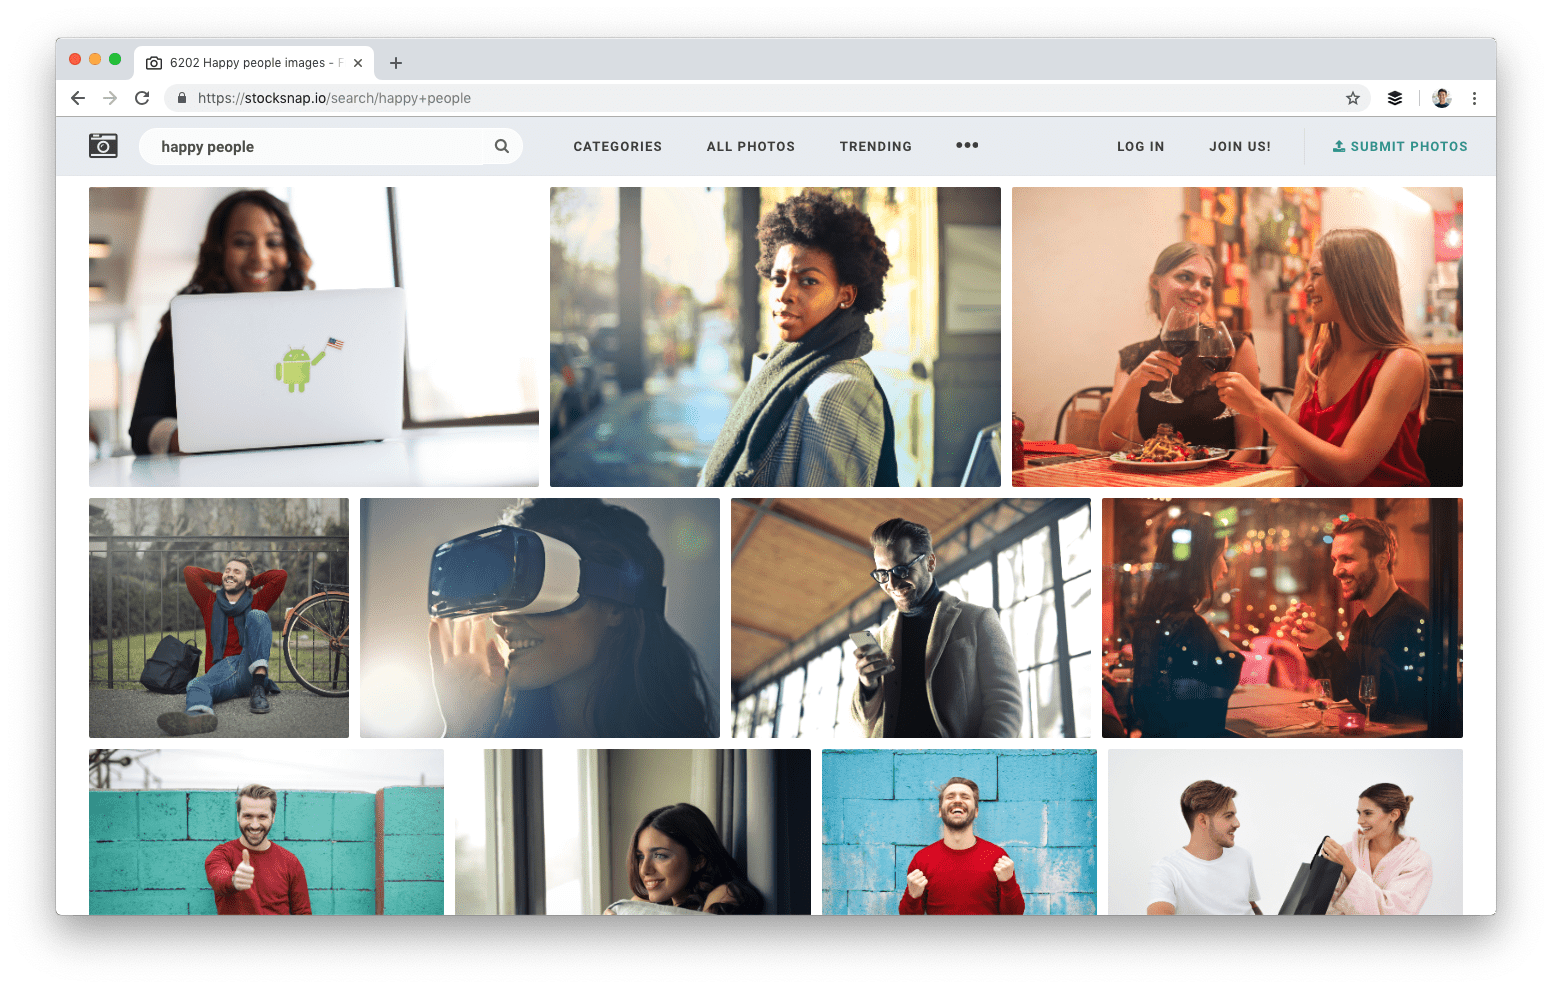 6202 Happy people images - F
https://stocksnap.io/search/happy+people
happy people
CATEGORIES
ALL PHOTOS
TRENDING
LOG IN
JOIN US!
SUBMIT PHOTOS